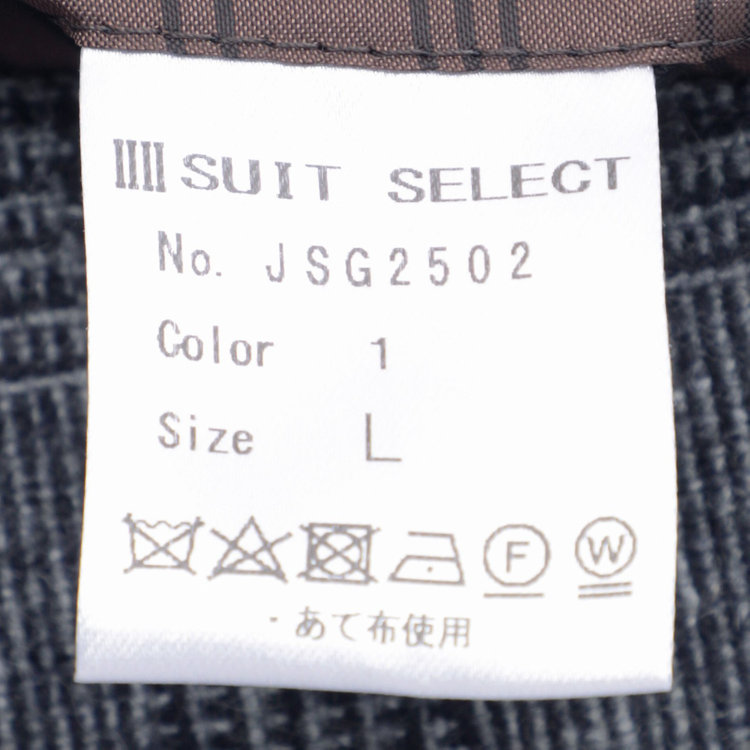 SUIT SELECT
No. JSG2502
Color 1
Size L
F W
・あて布使用